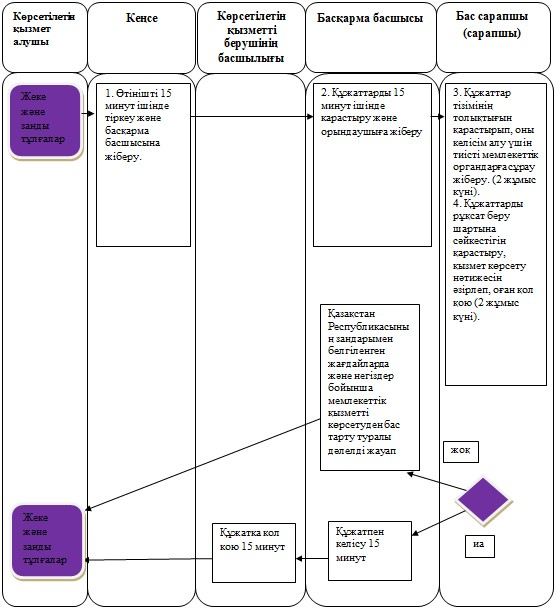 Көрсетілетін
қызмет
алушы
Кеңсе
Көрсетілетін
қызметті
берушінің
басшылығы
Басқарма басшысы
Бас сарапшы
(сарапшы)
Жеке
және
заңды
тұлғалар
1. Өтінішті 15
минут ішінде
тіркеу және
басқарма
басшысына
жіберу.
2. Құжаттарды 15
минут ішінде
қарастыру және
орындаушыға жіберу
3. Құжаттар
тізімінің
толықтығын
қарастырып, оны
келісім алу үшін
тиісті мемлекеттік
органдарға сұрау
жіберу. (2 жұмыс
күні).
4. Құжаттарды
рұқсат беру
шартына
сәйкестігін
қарастыру,
қызмет көрсету
нәтижесін
әзірлеп, оған қол
қою (2 жұмыс
күні).
Қазақстан
Республикасыны
ң заңдарымен
белгіленген
жағдайларда
және негіздер
бойынша
мемлекеттік
қызметті
көрсетуден бас
тарту туралы
дәлелді жауап
жоқ
Жеке
және
заңды
тұлғалар
Құжатқа қол
қою 15 минут
Құжатпен
келісу 15
минут
иа